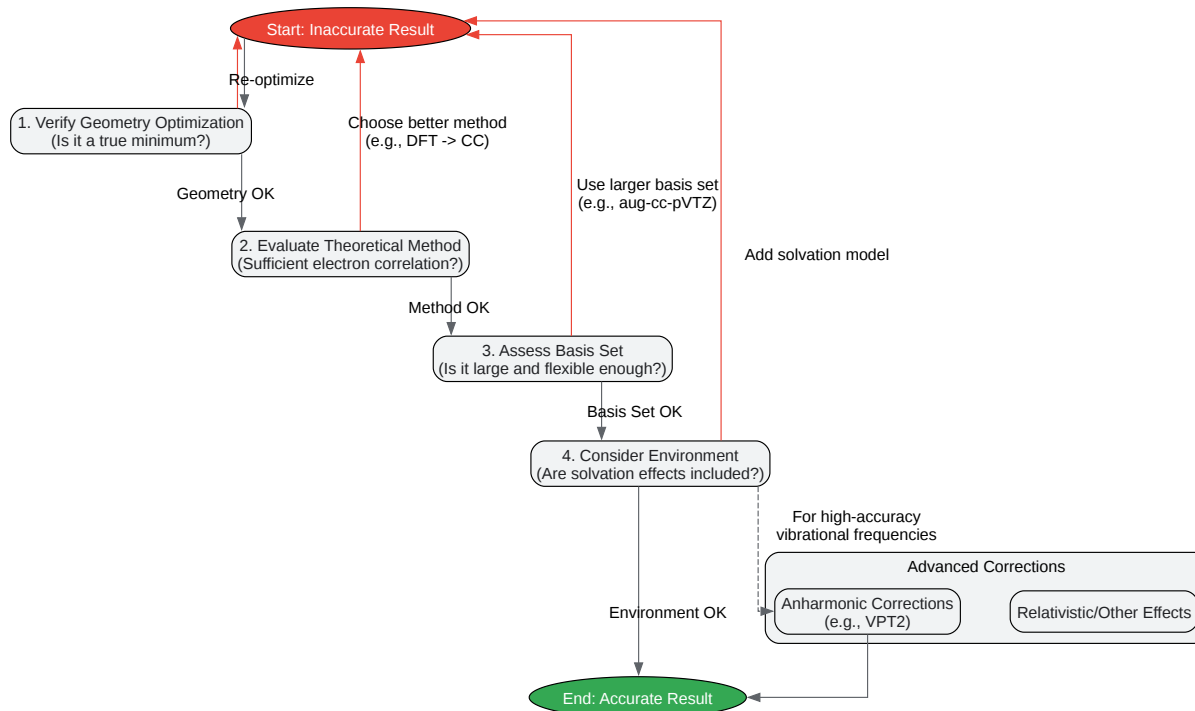 Start: Inaccurate Result
Re-optimize
1. Verify Geometry Optimization
(Is it a true minimum?)
Choose better method
(e.g., DFT -> CC)
Geometry OK
Use larger basis set
(e.g., aug-cc-pVTZ)
2. Evaluate Theoretical Method
(Sufficient electron correlation?)
Add solvation model
Method OK
3. Assess Basis Set
(Is it large and flexible enough?)
Basis Set OK
4. Consider Environment
(Are solvation effects included?)
For high-accuracy
vibrational frequencies
Advanced Corrections
Anharmonic Corrections
(e.g., VPT2)
Relativistic/Other Effects
Environment OK
End: Accurate Result